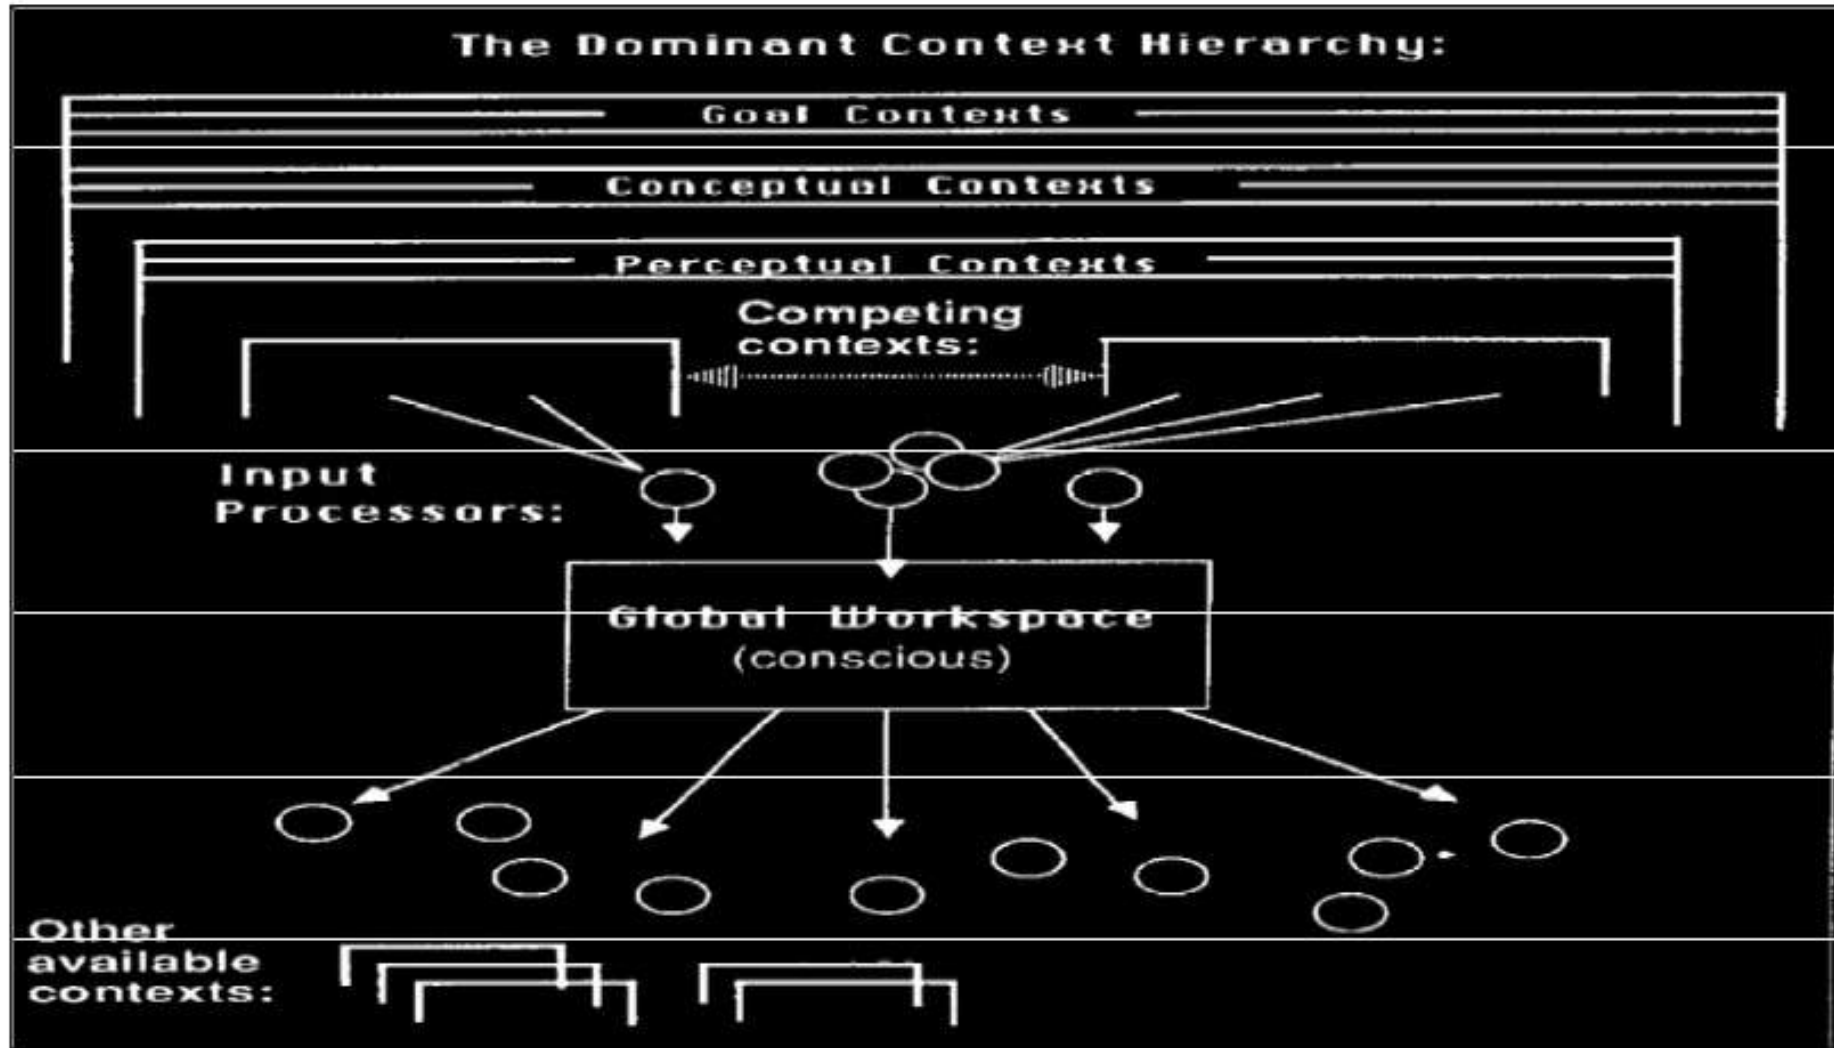 The Dominant Context Hierarchy:
Goal Contexts
Conceptual Contexts
Perceptual Contexts
Competing
contexts:
Input
Processors:
Global Workspace
(conscious)
Other
available
contexts: